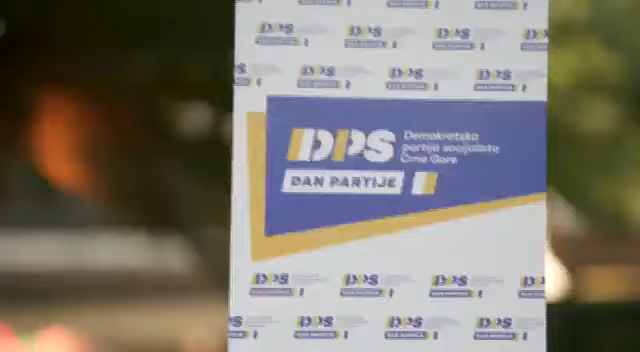 DPS
Demokratska
partija socijalista
Crne Gore
DAN PARTIJE